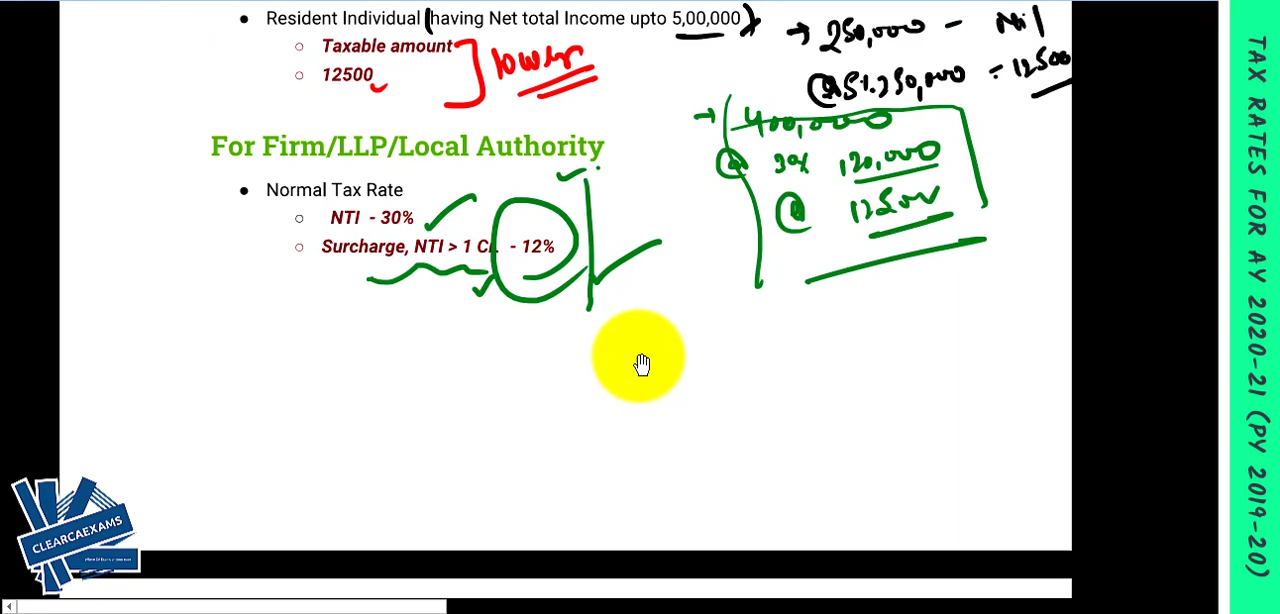 Resident Individual (having Net total Income upto 5,00,000)
Taxable amount
12500
lower
→ 250,000 - Nil
@5%. 250,000 = 12500
→ 400,000
@ 30% 120,000
@ 12500
For Firm/LLP/Local Authority
Normal Tax Rate
NTI - 30%
Surcharge, NTI > 1 Cr. - 12%
CLEARCAEXAMS
TAX RATES FOR AY 2020-21 (PY 2019-20)